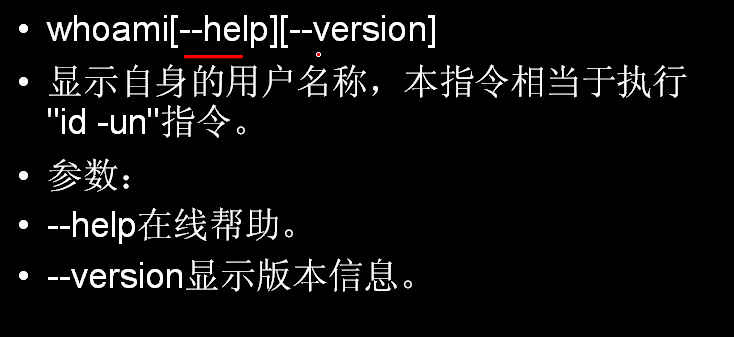 • whoami[--help][--version]
• 显示自身的用户名称，本指令相当于执行
"id -un"指令。
• 参数：
• --help在线帮助。
• --version显示版本信息。